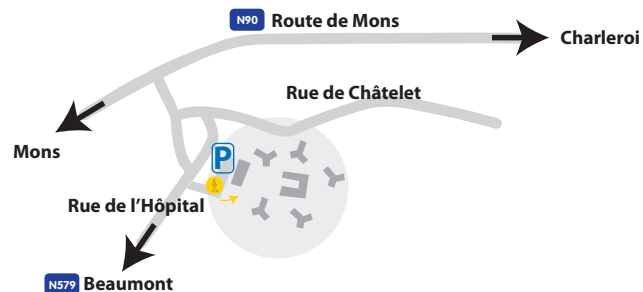 N90 Route de Mons
Charleroi
Rue de Châtelet
Mons
P
Rue de l'Hôpital
N579 Beaumont